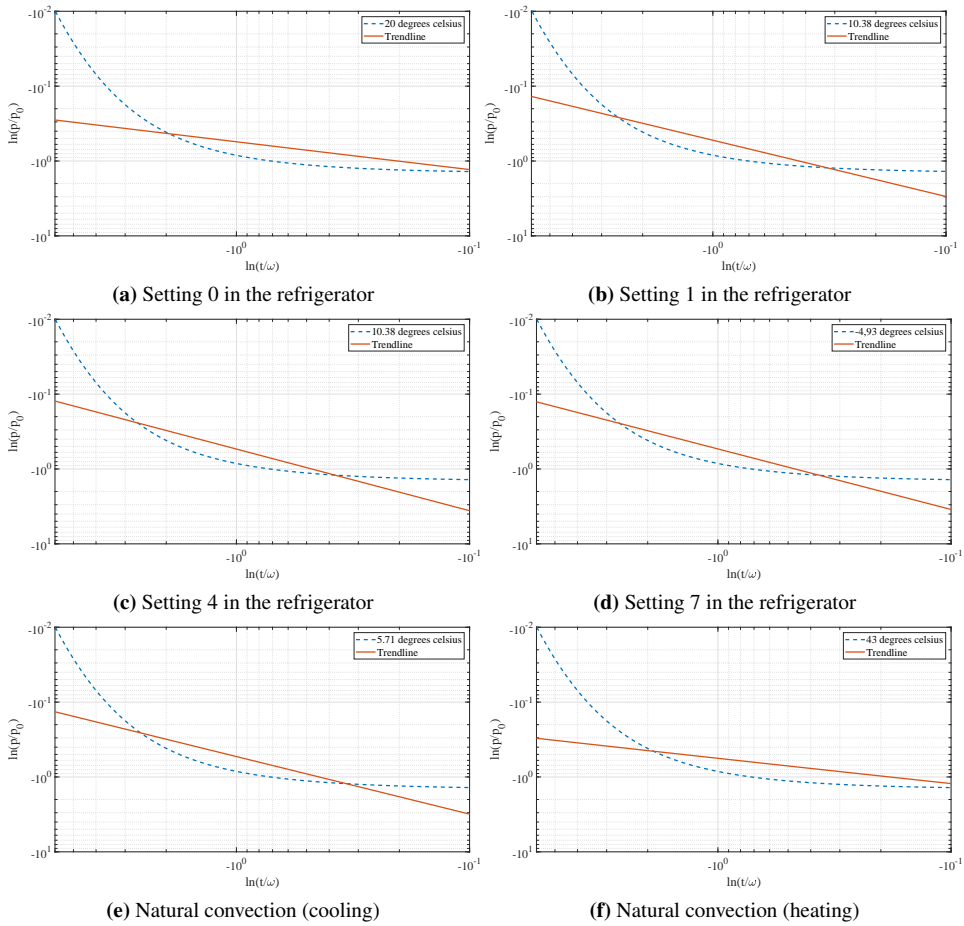 -10^-2
20 degrees celsius
Trendline
-10^-1
ln(p/p_0)
-10^0
-10^1
-10^0
-10^-1
ln(t/ω)
(a) Setting 0 in the refrigerator
-10^-2
10.38 degrees celsius
Trendline
-10^-1
ln(p/p_0)
-10^0
-10^1
-10^0
-10^-1
ln(t/ω)
(b) Setting 1 in the refrigerator
-10^-2
10.38 degrees celsius
Trendline
-10^-1
ln(p/p_0)
-10^0
-10^1
-10^0
-10^-1
ln(t/ω)
(c) Setting 4 in the refrigerator
-10^-2
-4,93 degrees celsius
Trendline
-10^-1
ln(p/p_0)
-10^0
-10^1
-10^0
-10^-1
ln(t/ω)
(d) Setting 7 in the refrigerator
-10^-2
5.71 degrees celsius
Trendline
-10^-1
ln(p/p_0)
-10^0
-10^1
-10^0
-10^-1
ln(t/ω)
(e) Natural convection (cooling)
-10^-2
43 degrees celsius
Trendline
-10^-1
ln(p/p_0)
-10^0
-10^1
-10^0
-10^-1
ln(t/ω)
(f) Natural convection (heating)